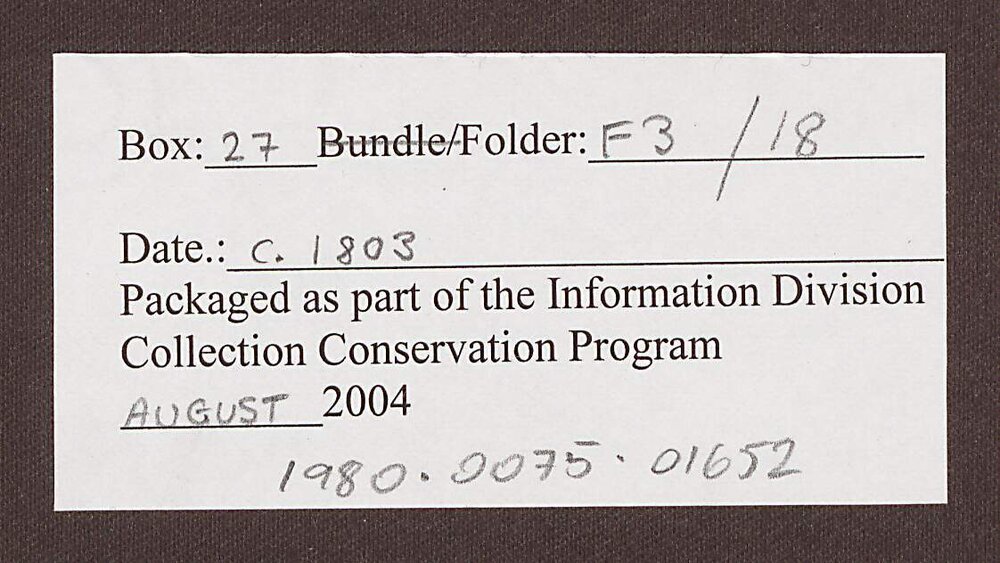 Box: 27 Bundle/Folder: F3 /18
Date.: c. 1803
Packaged as part of the Information Division
Collection Conservation Program
AUGUST 2004
1980.0075.01652